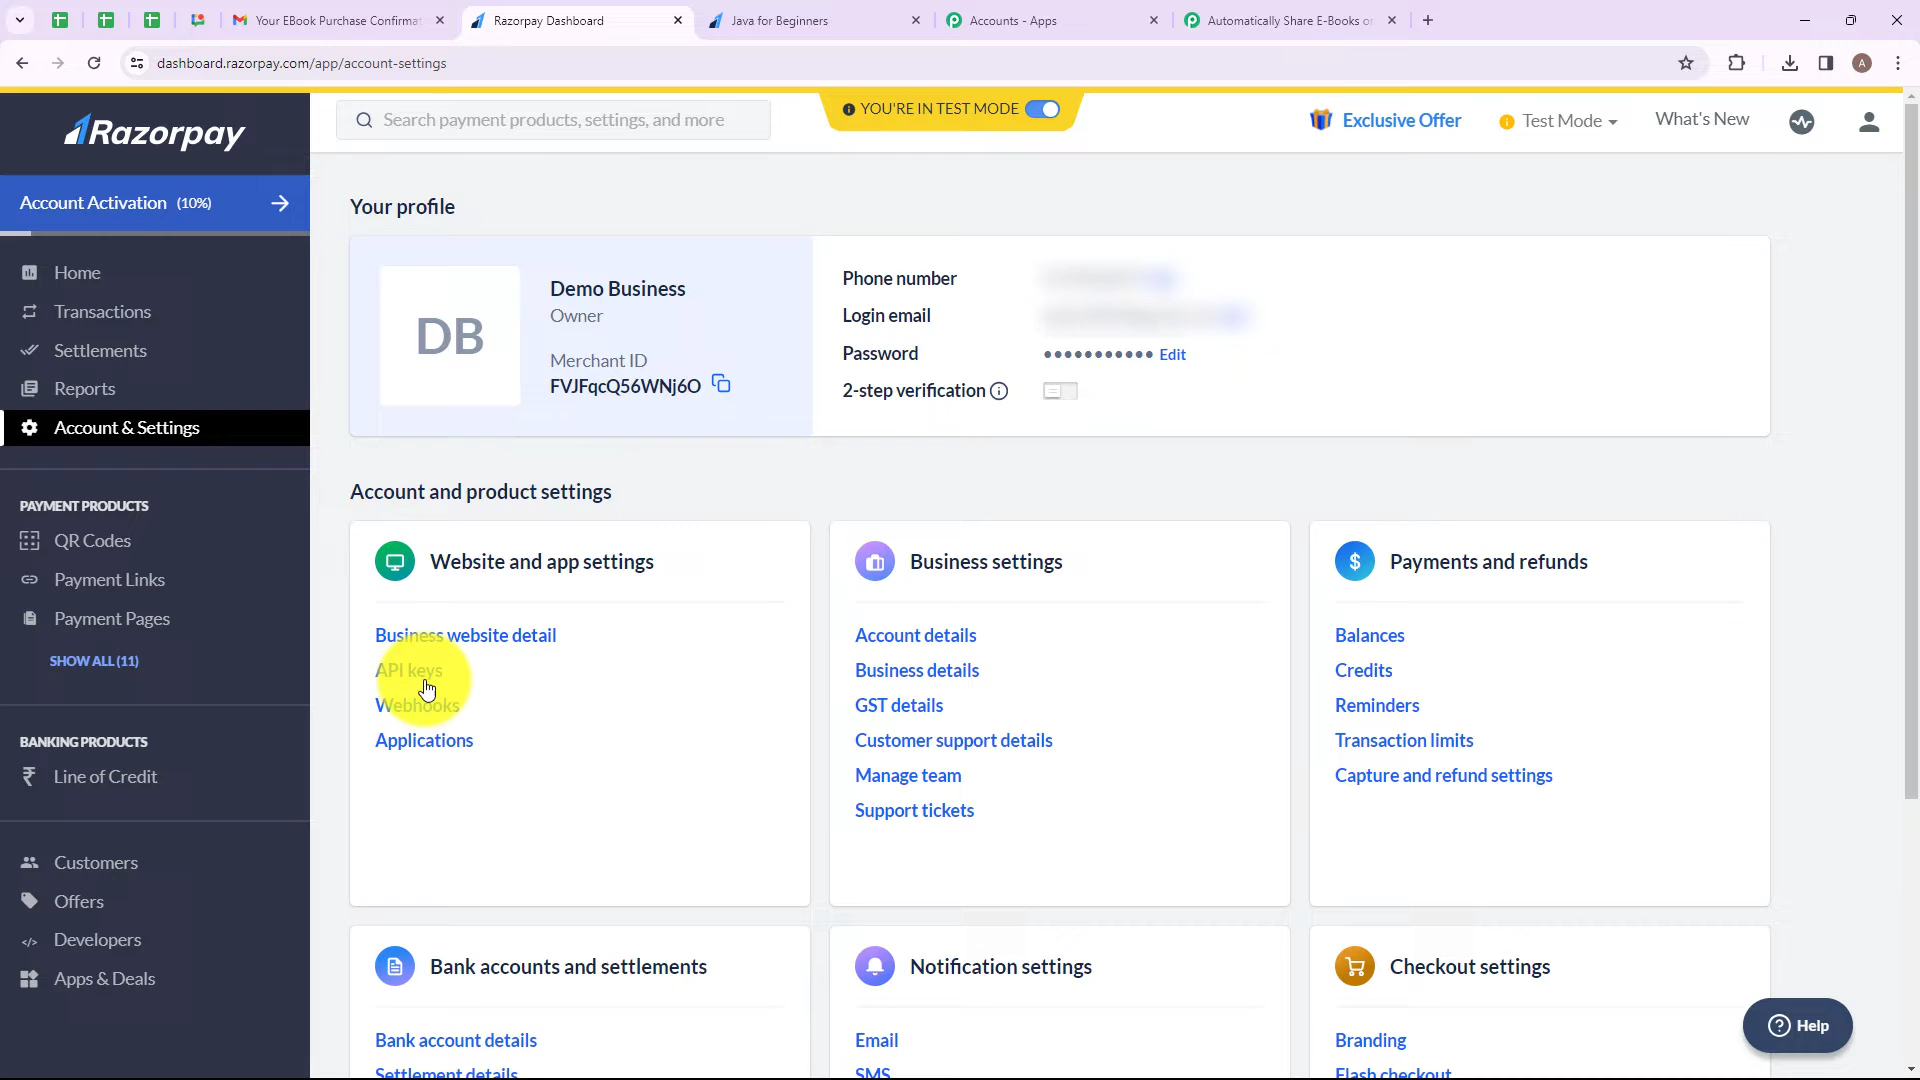 Your EBook Purchase Confirmat
Razorpay Dashboard
Java for Beginners
Accounts - Apps
Automatically Share E-Books o
dashboard.razorpay.com/app/account-settings
A
Razorpay
Search payment products, settings, and more
YOU'RE IN TEST MODE
Exclusive Offer
Test Mode
What's New
Account Activation (10%)
Home
Transactions
Settlements
Reports
Account & Settings
PAYMENT PRODUCTS
QR Codes
Payment Links
Payment Pages
SHOW ALL (11)
BANKING PRODUCTS
Line of Credit
Customers
Offers
Developers
Apps & Deals
Your profile
DB
Demo Business
Owner
Merchant ID
FVJFqcQ56WNj6O
Phone number
Login email
Password
•••••••••••
Edit
2-step verification
Account and product settings
Website and app settings
Business website detail
API keys
Webhooks
Applications
Business settings
Account details
Business details
GST details
Customer support details
Manage team
Support tickets
Payments and refunds
Balances
Credits
Reminders
Transaction limits
Capture and refund settings
Bank accounts and settlements
Bank account details
Settlement details
Notification settings
Email
SMS
Checkout settings
Branding
Flash checkout
Help